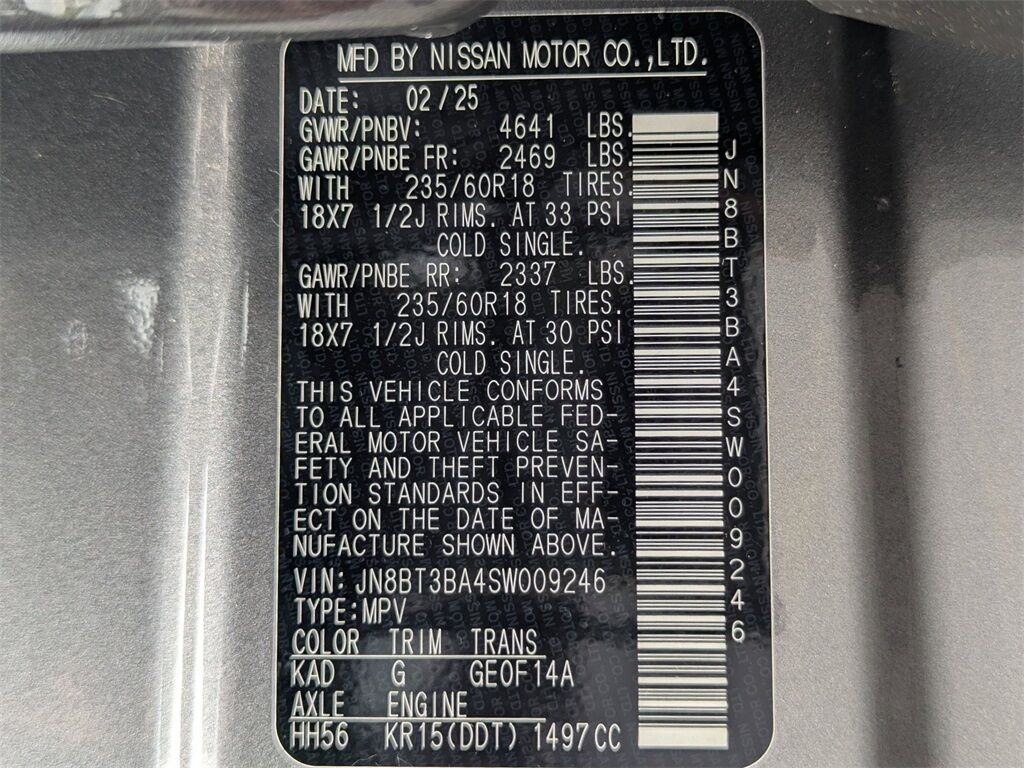 MFD BY NISSAN MOTOR CO.,LTD.
DATE: 02/25
GVWR/PNBV: 4641 LBS.
GAWR/PNBE FR: 2469 LBS.
WITH 235/60R18 TIRES.
18X7 1/2J RIMS. AT 33 PSI
COLD SINGLE.
GAWR/PNBE RR: 2337 LBS.
WITH 235/60R18 TIRES.
18X7 1/2J RIMS. AT 30 PSI
COLD SINGLE.
THIS VEHICLE CONFORMS
TO ALL APPLICABLE FED-
ERAL MOTOR VEHICLE SA-
FETY AND THEFT PREVEN-
TION STANDARDS IN EFF-
ECT ON THE DATE OF MA-
NUFACTURE SHOWN ABOVE.
VIN: JN8BT3BA4SW009246
TYPE:MPV
COLOR TRIM TRANS
KAD G GE0F14A
AXLE ENGINE
HH56 KR15(DDT) 1497CC
JN8BT3BA4SW009246